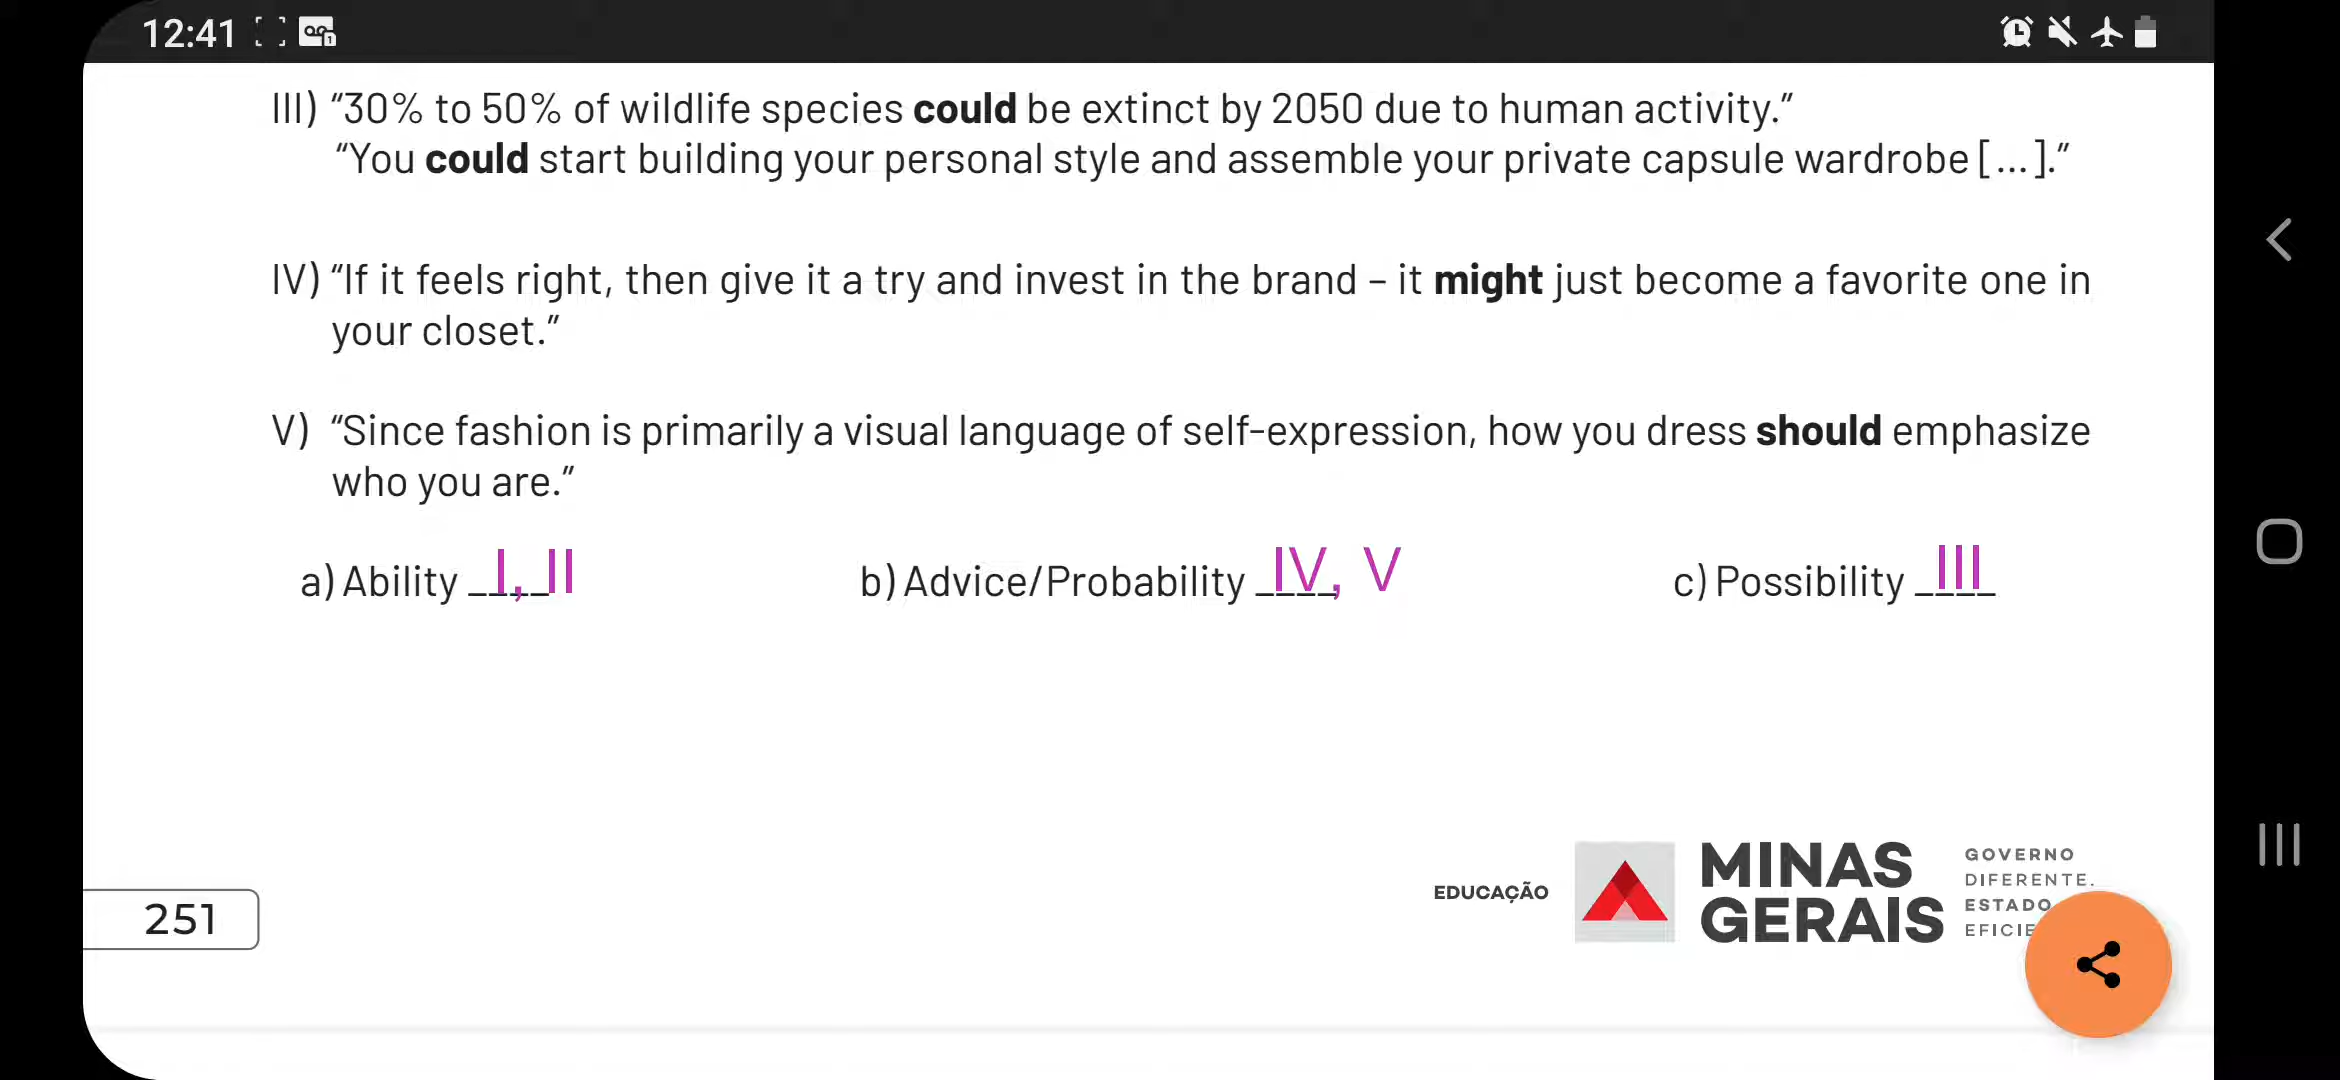 12:41
III) “30% to 50% of wildlife species could be extinct by 2050 due to human activity.”
“You could start building your personal style and assemble your private capsule wardrobe [...].”
IV) “If it feels right, then give it a try and invest in the brand – it might just become a favorite one in
your closet.”
V) “Since fashion is primarily a visual language of self-expression, how you dress should emphasize
who you are.”
a) Ability ____ I, II
b) Advice/Probability ____ IV, V
c) Possibility ____ III
251
EDUCAÇÃO
MINAS
GERAIS
GOVERNO
DIFERENTE.
ESTADO